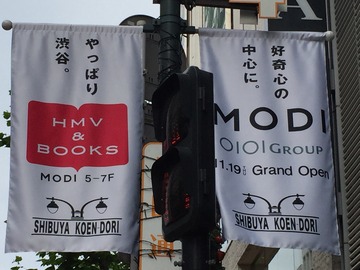 やっぱり
渋谷。
HMV
&
BOOKS
MODI 5-7F
SHIBUYA KOEN-DORI
好奇心の
中心に。
MODI
OIOI GROUP
11.19 Grand Open
SHIBUYA KOEN DORI